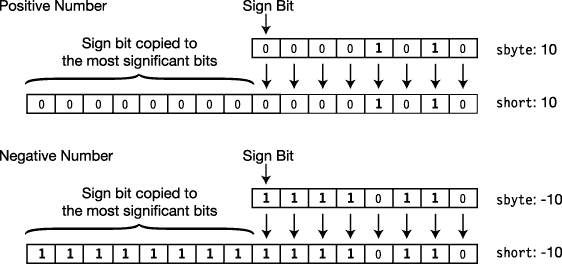 Positive Number Sign Bit
0 0 0 0 1 0 1 0 sbyte: 10
Sign bit copied to
the most significant bits
0 0 0 0 0 0 0 0 0 0 0 0 1 0 1 0 short: 10
Negative Number Sign Bit
1 1 1 1 0 1 1 0 sbyte: -10
Sign bit copied to
the most significant bits
1 1 1 1 1 1 1 1 1 1 1 1 0 1 1 0 short: -10